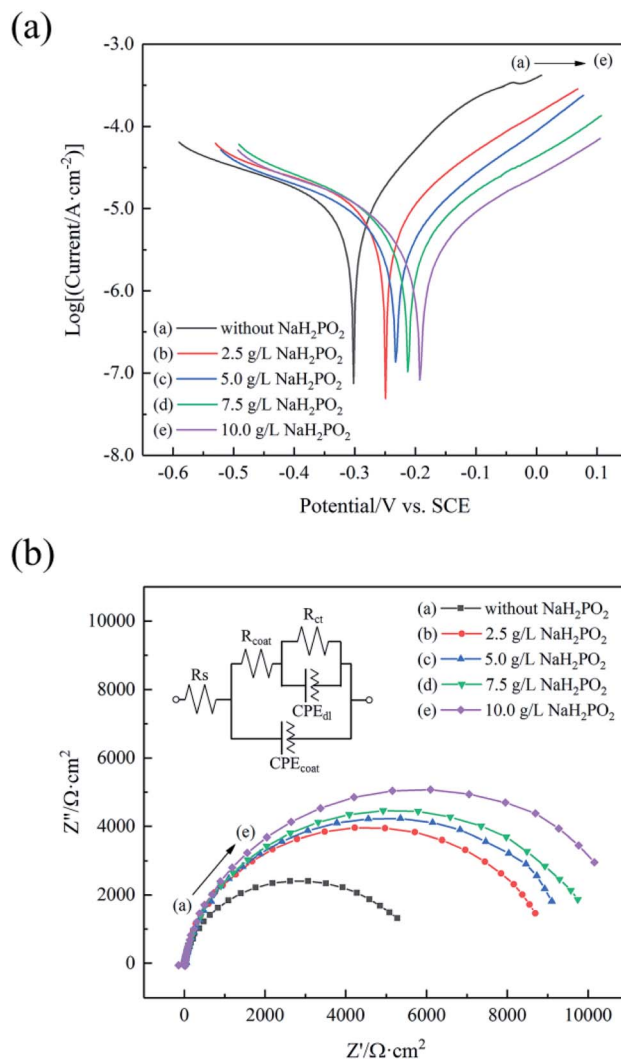 (a)
-3.0
-4.0
-5.0
-6.0
-7.0
-8.0
Log[(Current/A·cm⁻²)]
(a) (e)
(a) without NaH₂PO₂
(b) 2.5 g/L NaH₂PO₂
(c) 5.0 g/L NaH₂PO₂
(d) 7.5 g/L NaH₂PO₂
(e) 10.0 g/L NaH₂PO₂
-0.6 -0.5 -0.4 -0.3 -0.2 -0.1 0.0 0.1
Potential/V vs. SCE
(b)
10000
8000
6000
4000
2000
0
Z''/Ω·cm²
Rs
R_coat
R_ct
CPE_dl
CPE_coat
(a) without NaH₂PO₂
(b) 2.5 g/L NaH₂PO₂
(c) 5.0 g/L NaH₂PO₂
(d) 7.5 g/L NaH₂PO₂
(e) 10.0 g/L NaH₂PO₂
(e)
(a)
0 2000 4000 6000 8000 10000
Z'/Ω·cm²